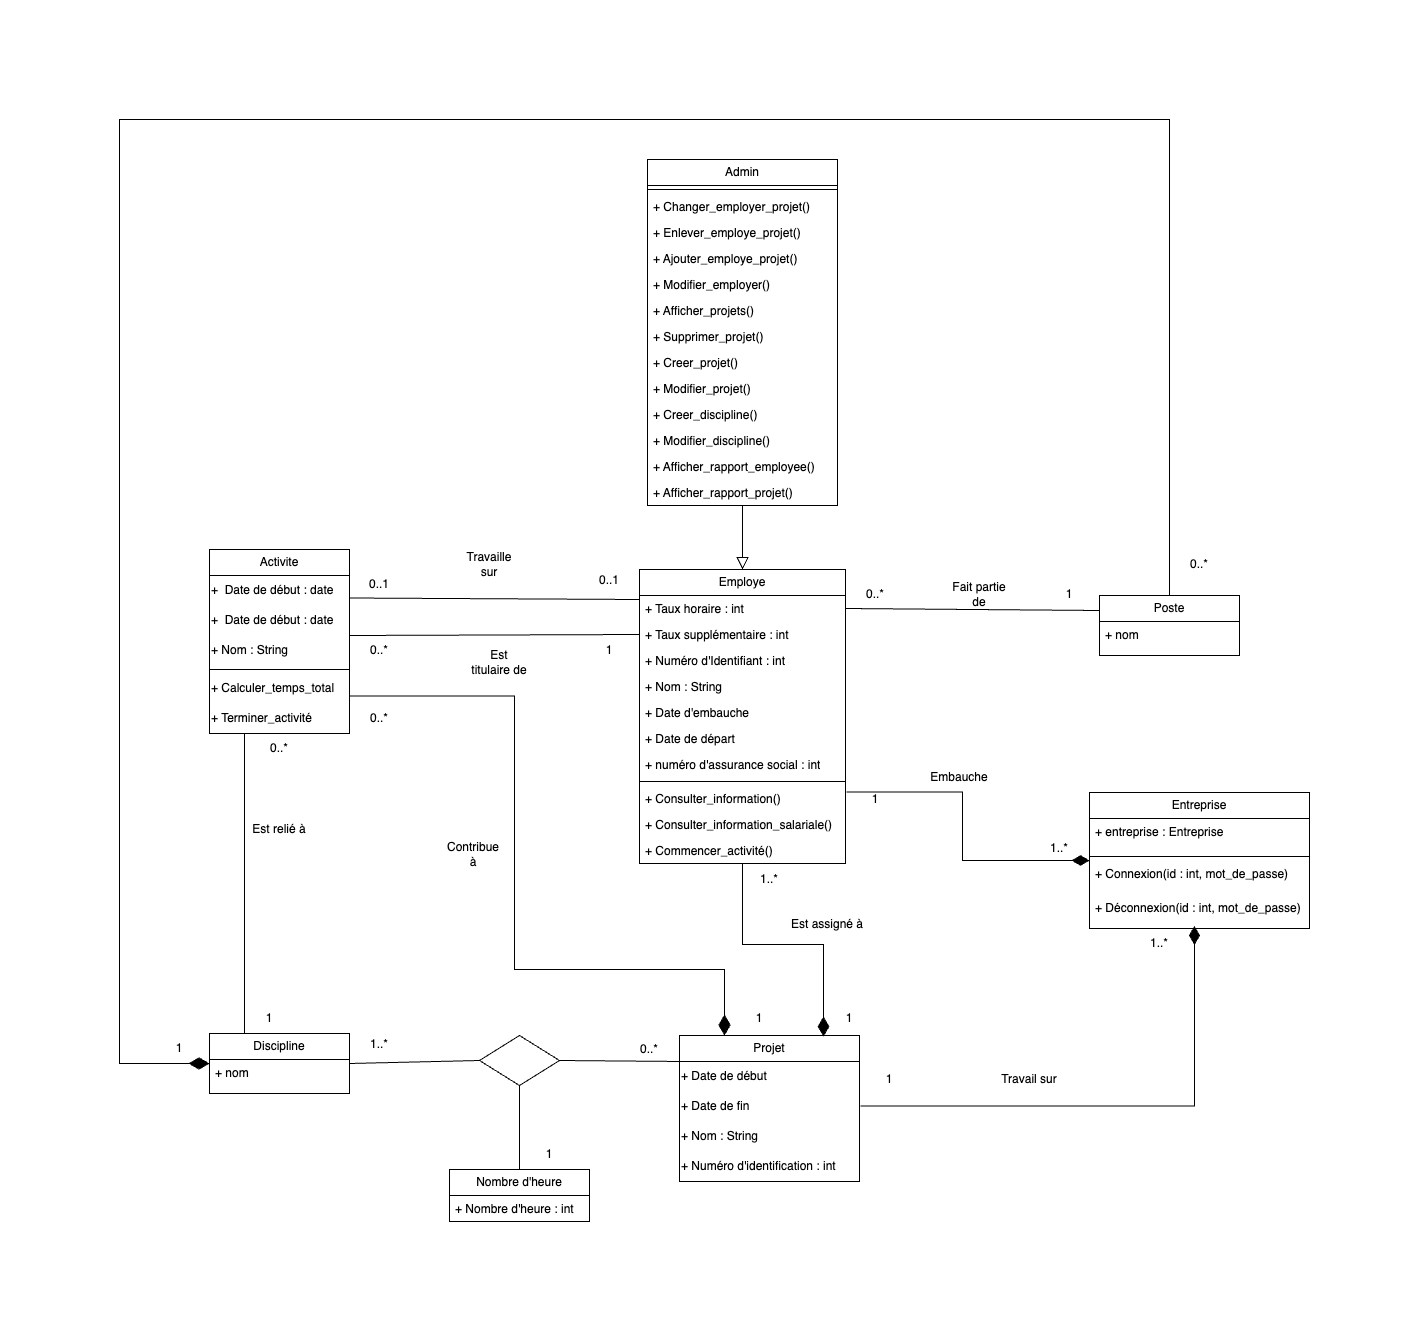 Admin
+ Changer_employer_projet()
+ Enlever_employe_projet()
+ Ajouter_employe_projet()
+ Modifier_employer()
+ Afficher_projets()
+ Supprimer_projet()
+ Creer_projet()
+ Modifier_projet()
+ Creer_discipline()
+ Modifier_discipline()
+ Afficher_rapport_employee()
+ Afficher_rapport_projet()
Activite
+ Date de début : date
+ Date de début : date
+ Nom : String
+ Calculer_temps_total
+ Terminer_activité
Travaille
sur
0..1
0..1
Est
titulaire de
0..*
1
0..*
0..*
Employe
+ Taux horaire : int
+ Taux supplémentaire : int
+ Numéro d'Identifiant : int
+ Nom : String
+ Date d'embauche
+ Date de départ
+ numéro d'assurance social : int
+ Consulter_information()
+ Consulter_information_salariale()
+ Commencer_activité()
0..*
Fait partie
de
1
0..*
Poste
+ nom
Embauche
1
1..*
Entreprise
+ entreprise : Entreprise
+ Connexion(id : int, mot_de_passe)
+ Déconnexion(id : int, mot_de_passe)
1..*
Est relié à
Contribue
à
1..*
Est assigné à
1
1
1
1
Discipline
+ nom
1..*
0..*
Projet
+ Date de début
+ Date de fin
+ Nom : String
+ Numéro d'identification : int
1
Travail sur
1
Nombre d'heure
+ Nombre d'heure : int